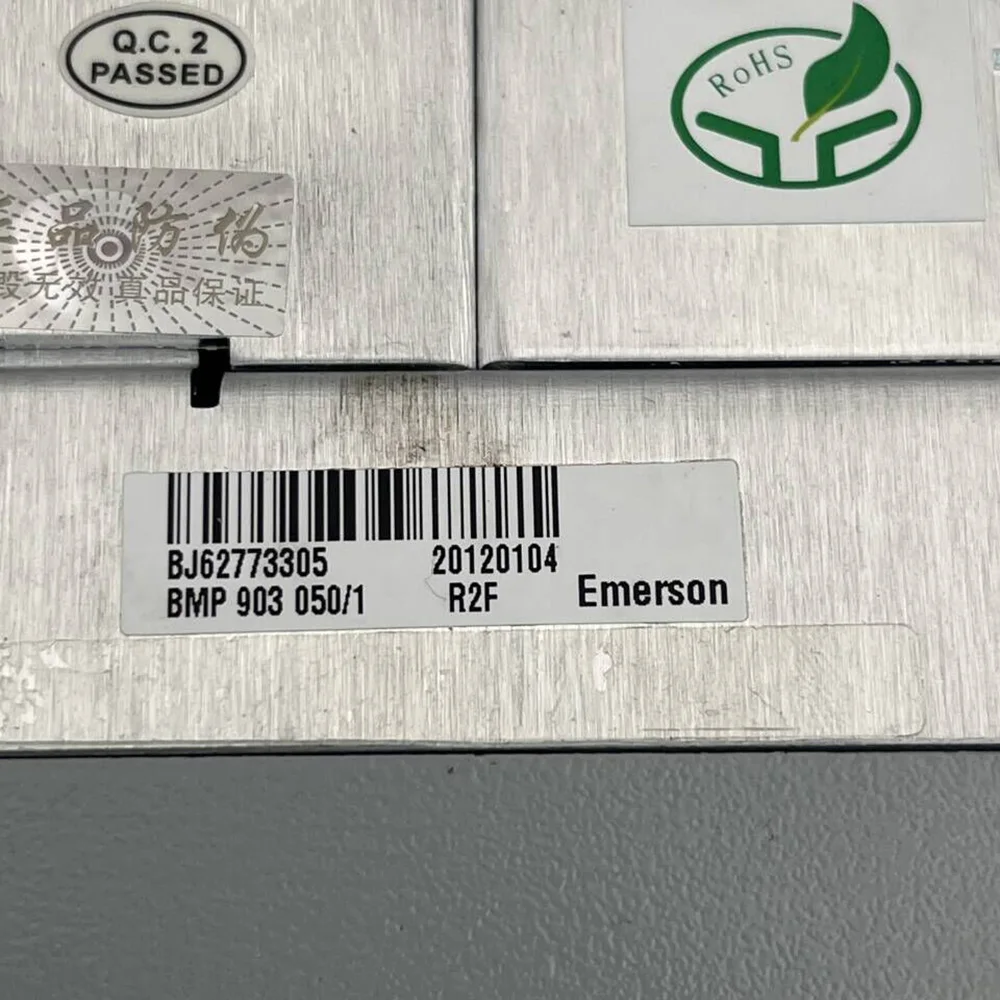 Q.C. 2
PASSED
RoHS
品防伪
毁无效 真品保证
BJ62773305 20120104
BMP 903 050/1 R2F Emerson